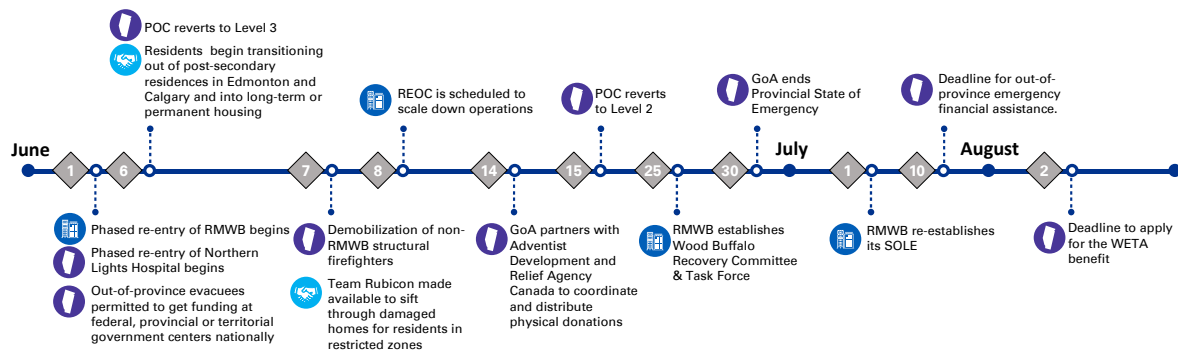 POC reverts to Level 3
Residents begin transitioning
out of post-secondary
residences in Edmonton and
Calgary and into long-term or
permanent housing
REOC is scheduled to
scale down operations
POC reverts
to Level 2
GoA ends
Provincial State of
Emergency
Deadline for out-of-
province emergency
financial assistance.
June
July
August
1
6
7
8
14
15
25
30
1
10
2
Phased re-entry of RMWB begins
Phased re-entry of Northern
Lights Hospital begins
Out-of-province evacuees
permitted to get funding at
federal, provincial or territorial
government centers nationally
Demobilization of non-
RMWB structural
firefighters
Team Rubicon made
available to sift
through damaged
homes for residents in
restricted zones
GoA partners with
Adventist
Development and
Relief Agency
Canada to coordinate
and distribute
physical donations
RMWB establishes
Wood Buffalo
Recovery Committee
& Task Force
RMWB re-establishes
its SOLE
Deadline to apply
for the WETA
benefit